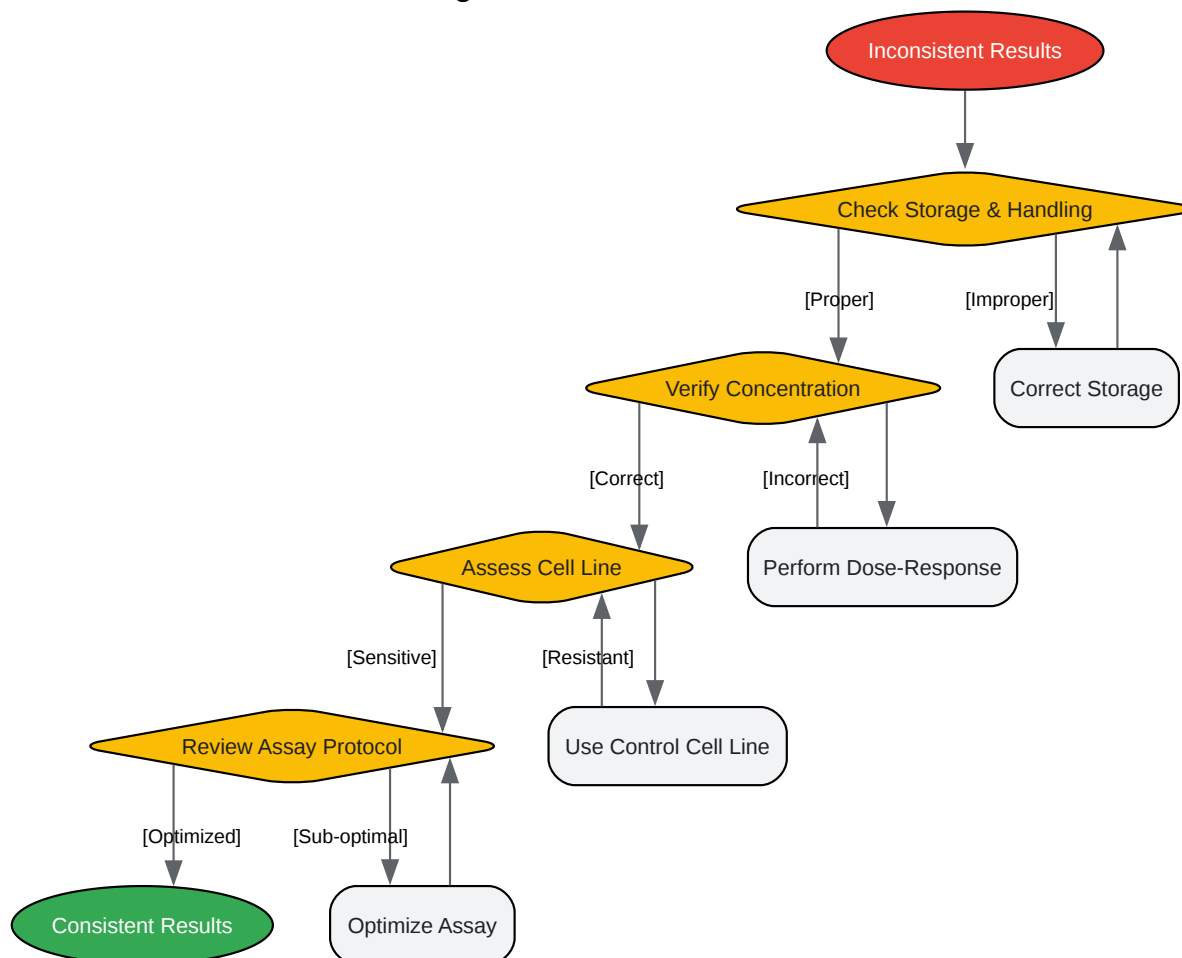 Inconsistent Results
Check Storage & Handling
[Proper]
[Improper]
Verify Concentration
Correct Storage
[Correct]
[Incorrect]
Assess Cell Line
Perform Dose-Response
[Sensitive]
[Resistant]
Review Assay Protocol
Use Control Cell Line
[Optimized]
[Sub-optimal]
Consistent Results
Optimize Assay